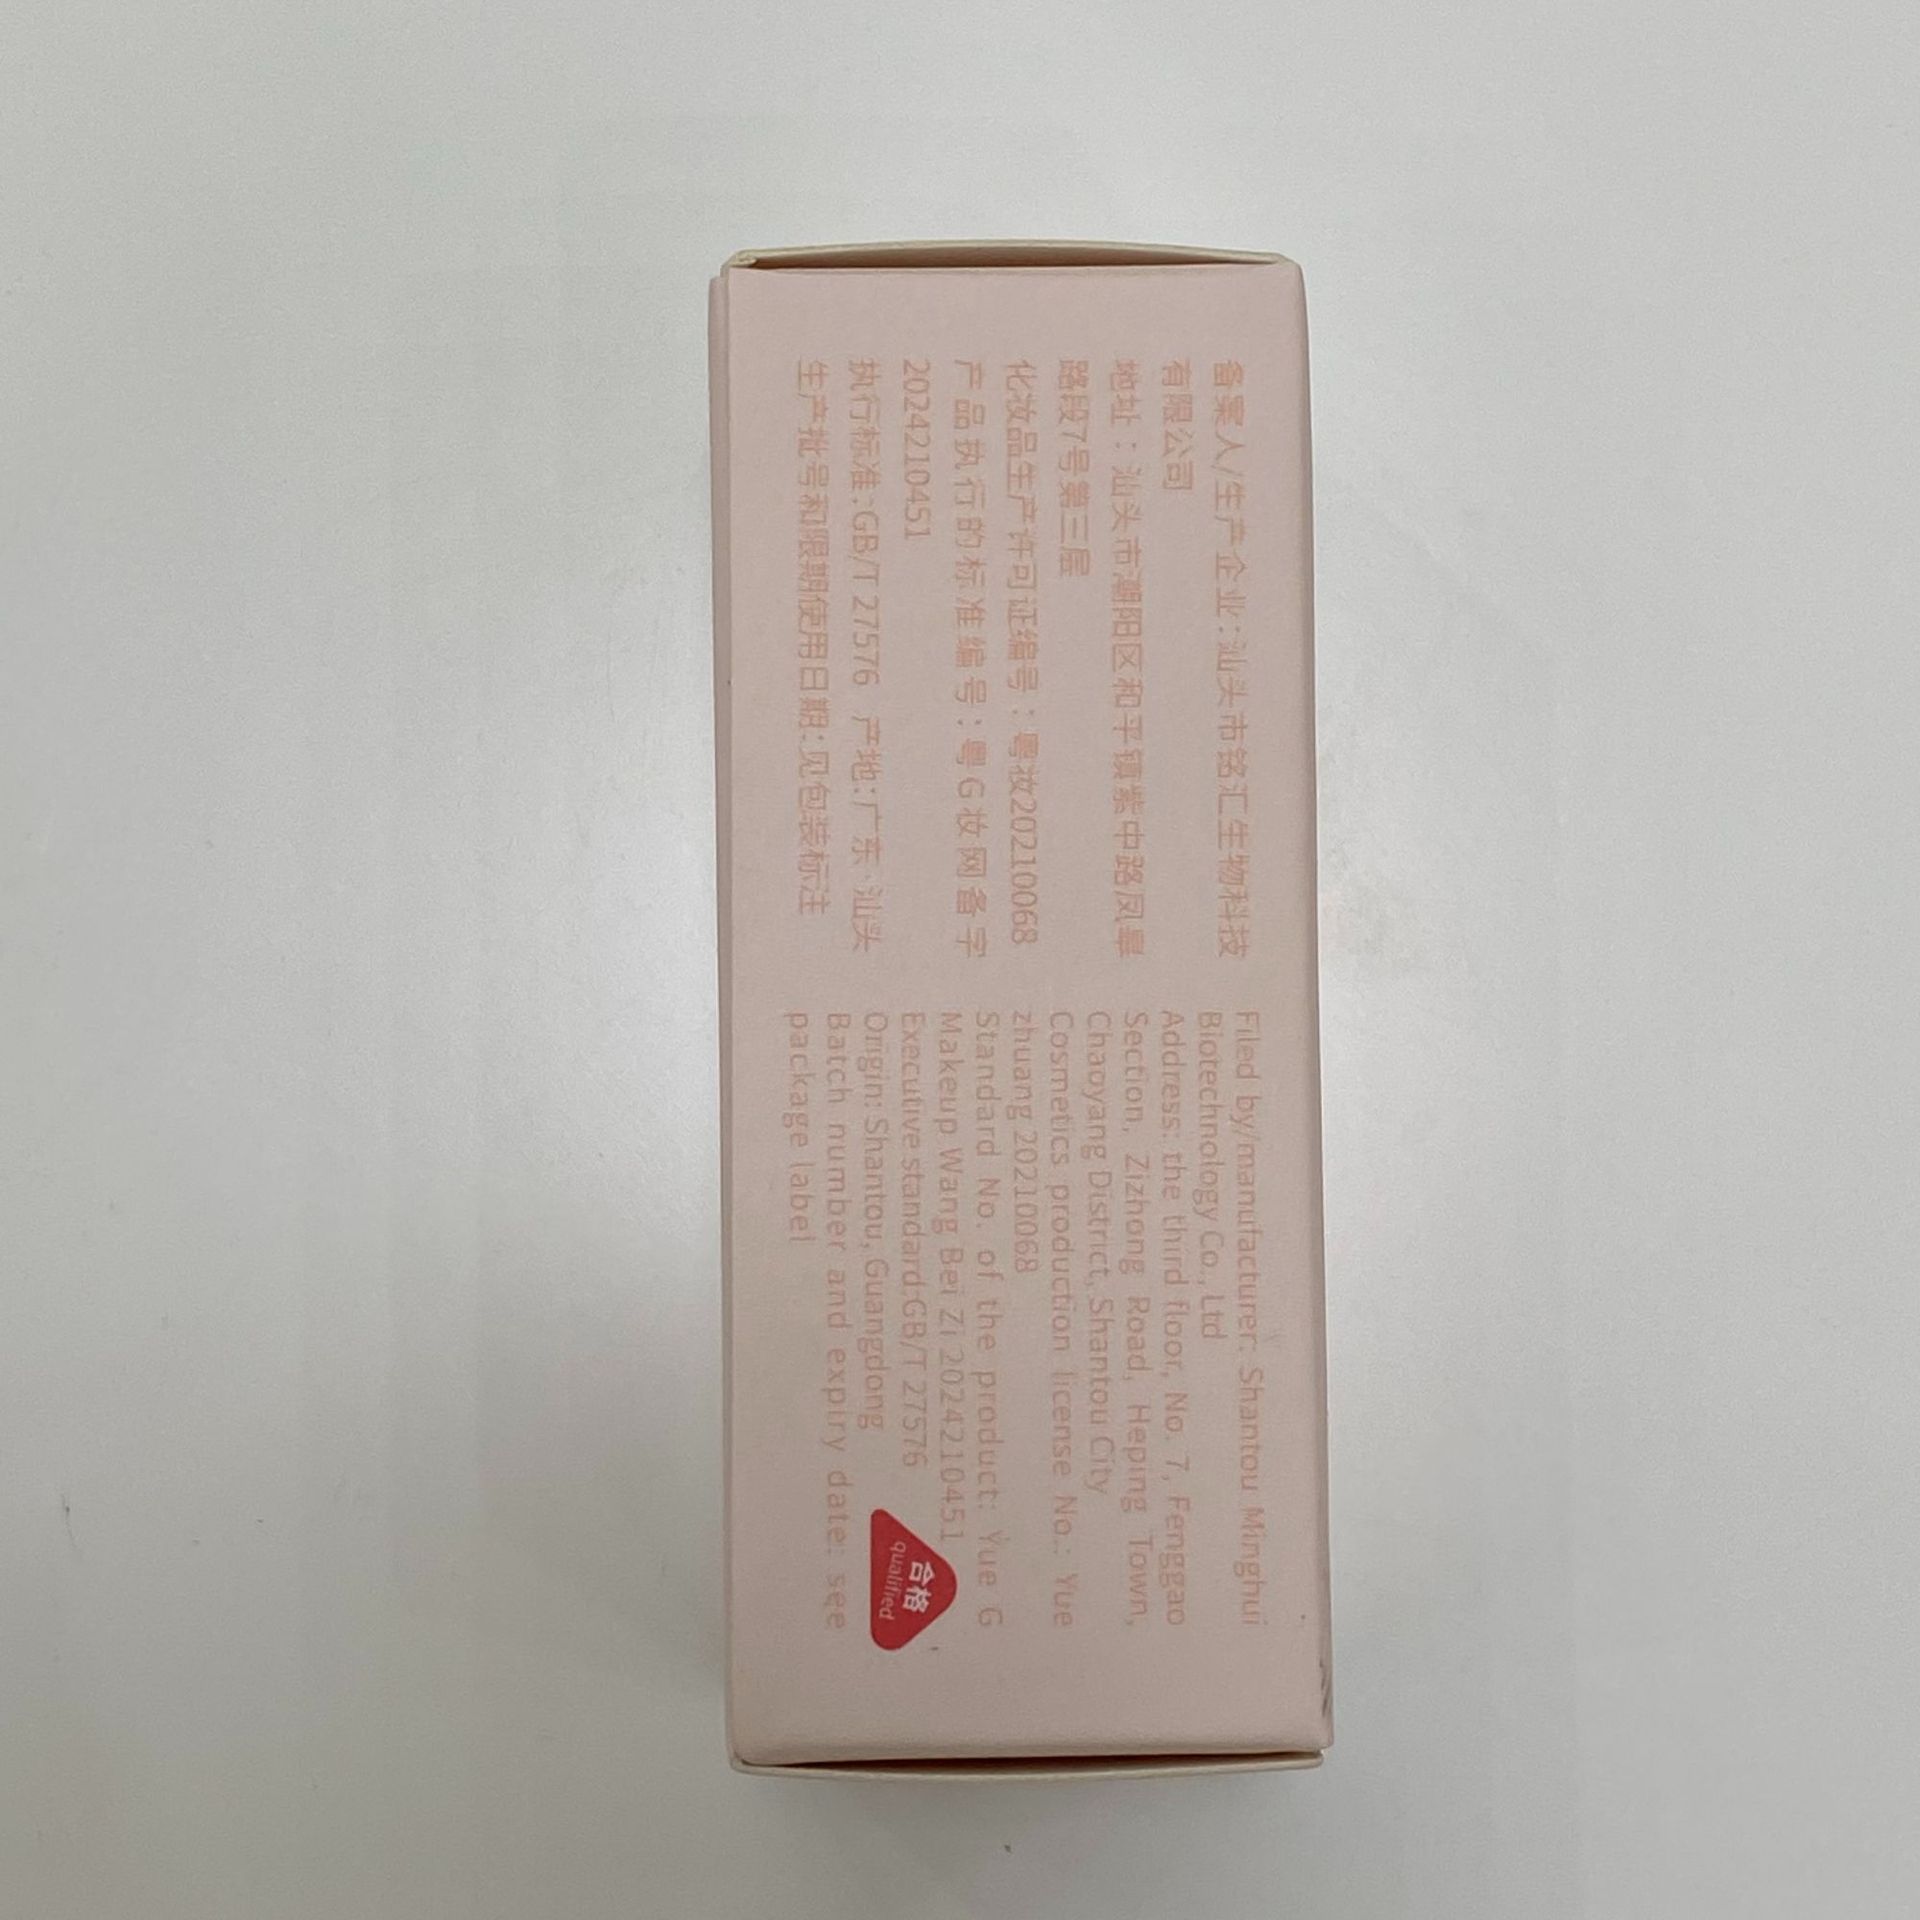 备案人/生产企业:汕头市铭汇生物科技
有限公司
地址：汕头市潮阳区和平镇紫中路凤皋
路段7号第三层
化妆品生产许可证编号：粤妆20210068
产品执行的标准编号:粤G妆网备字
2024210451
执行标准:GB/T 27576 产地:广东·汕头
生产批号和限期使用日期:见包装标注
Filed by/manufacturer: Shantou Minghui
Biotechnology Co., Ltd
Address: the third floor, No. 7, Fenggao
Section, Zizhong Road, Heping Town,
Chaoyang District, Shantou City
Cosmetics production license No.: Yue
zhuang 20210068
Standard No. of the product: Yue G
Makeup Wang Bei Zi 2024210451
Executive standard:GB/T 27576
Origin: Shantou, Guangdong
Batch number and expiry date: see
package label
合格
qualified